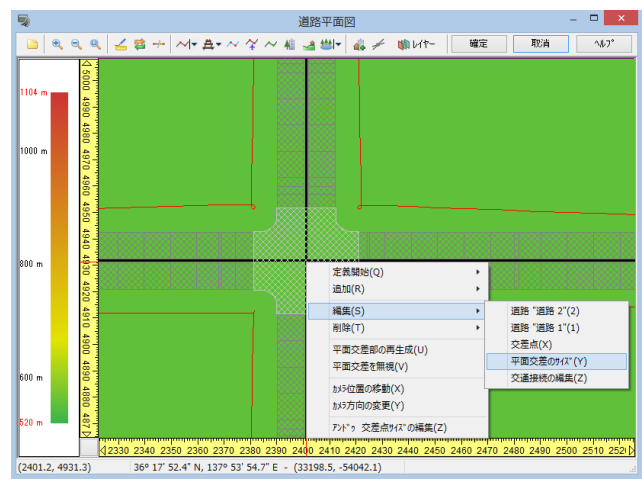 道路平面図
レイヤー 確定 取消 ヘルプ
1104 m
1000 m
800 m
600 m
520 m
5000 4990 4980 4970 4960 4950 4940 4930 4920 4910 4900 4890 4880 487
定義開始(Q)
追加(R)
編集(S)
削除(T)
平面交差部の再生成(U)
平面交差を無視(V)
カメラ位置の移動(X)
カメラ方向の変更(Y)
アンドゥ 交差点サイズの編集(Z)
道路 "道路 2"(2)
道路 "道路 1"(1)
交差点(X)
平面交差のサイズ(Y)
交通接続の編集(Z)
2330 2340 2350 2360 2370 2380 2390 2400 2410 2420 2430 2440 2450 2460 2470 2480 2490 2500 2510 252
(2401.2, 4931.3) 36º 17' 52.4" N, 137º 53' 54.7" E - (33198.5, -54042.1)